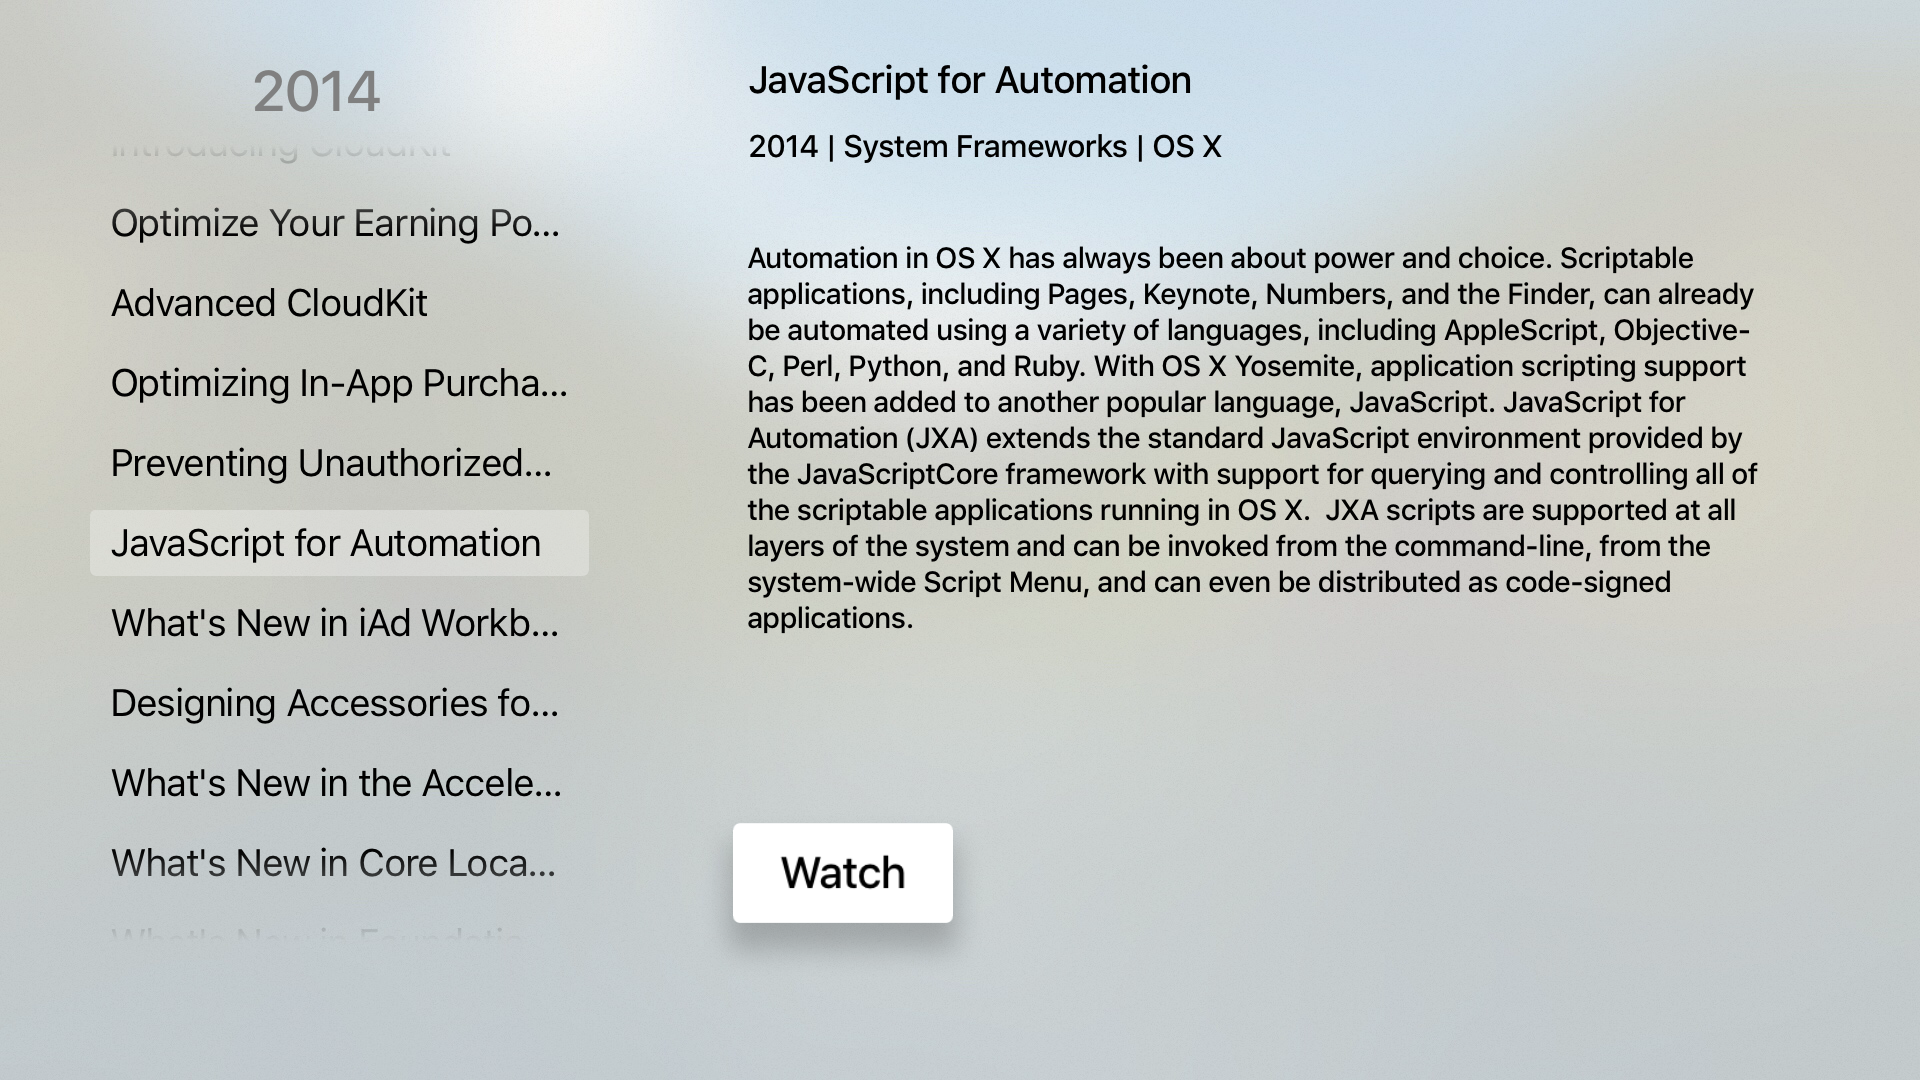 2014
Introducing CloudKit
Optimize Your Earning Po...
Advanced CloudKit
Optimizing In-App Purcha...
Preventing Unauthorized...
JavaScript for Automation
What's New in iAd Workb...
Designing Accessories fo...
What's New in the Accele...
What's New in Core Loca...
What's New in Foundatio...
JavaScript for Automation
2014 | System Frameworks | OS X
Automation in OS X has always been about power and choice. Scriptable
applications, including Pages, Keynote, Numbers, and the Finder, can already
be automated using a variety of languages, including AppleScript, Objective-
C, Perl, Python, and Ruby. With OS X Yosemite, application scripting support
has been added to another popular language, JavaScript. JavaScript for
Automation (JXA) extends the standard JavaScript environment provided by
the JavaScriptCore framework with support for querying and controlling all of
the scriptable applications running in OS X.  JXA scripts are supported at all
layers of the system and can be invoked from the command-line, from the
system-wide Script Menu, and can even be distributed as code-signed
applications.
Watch